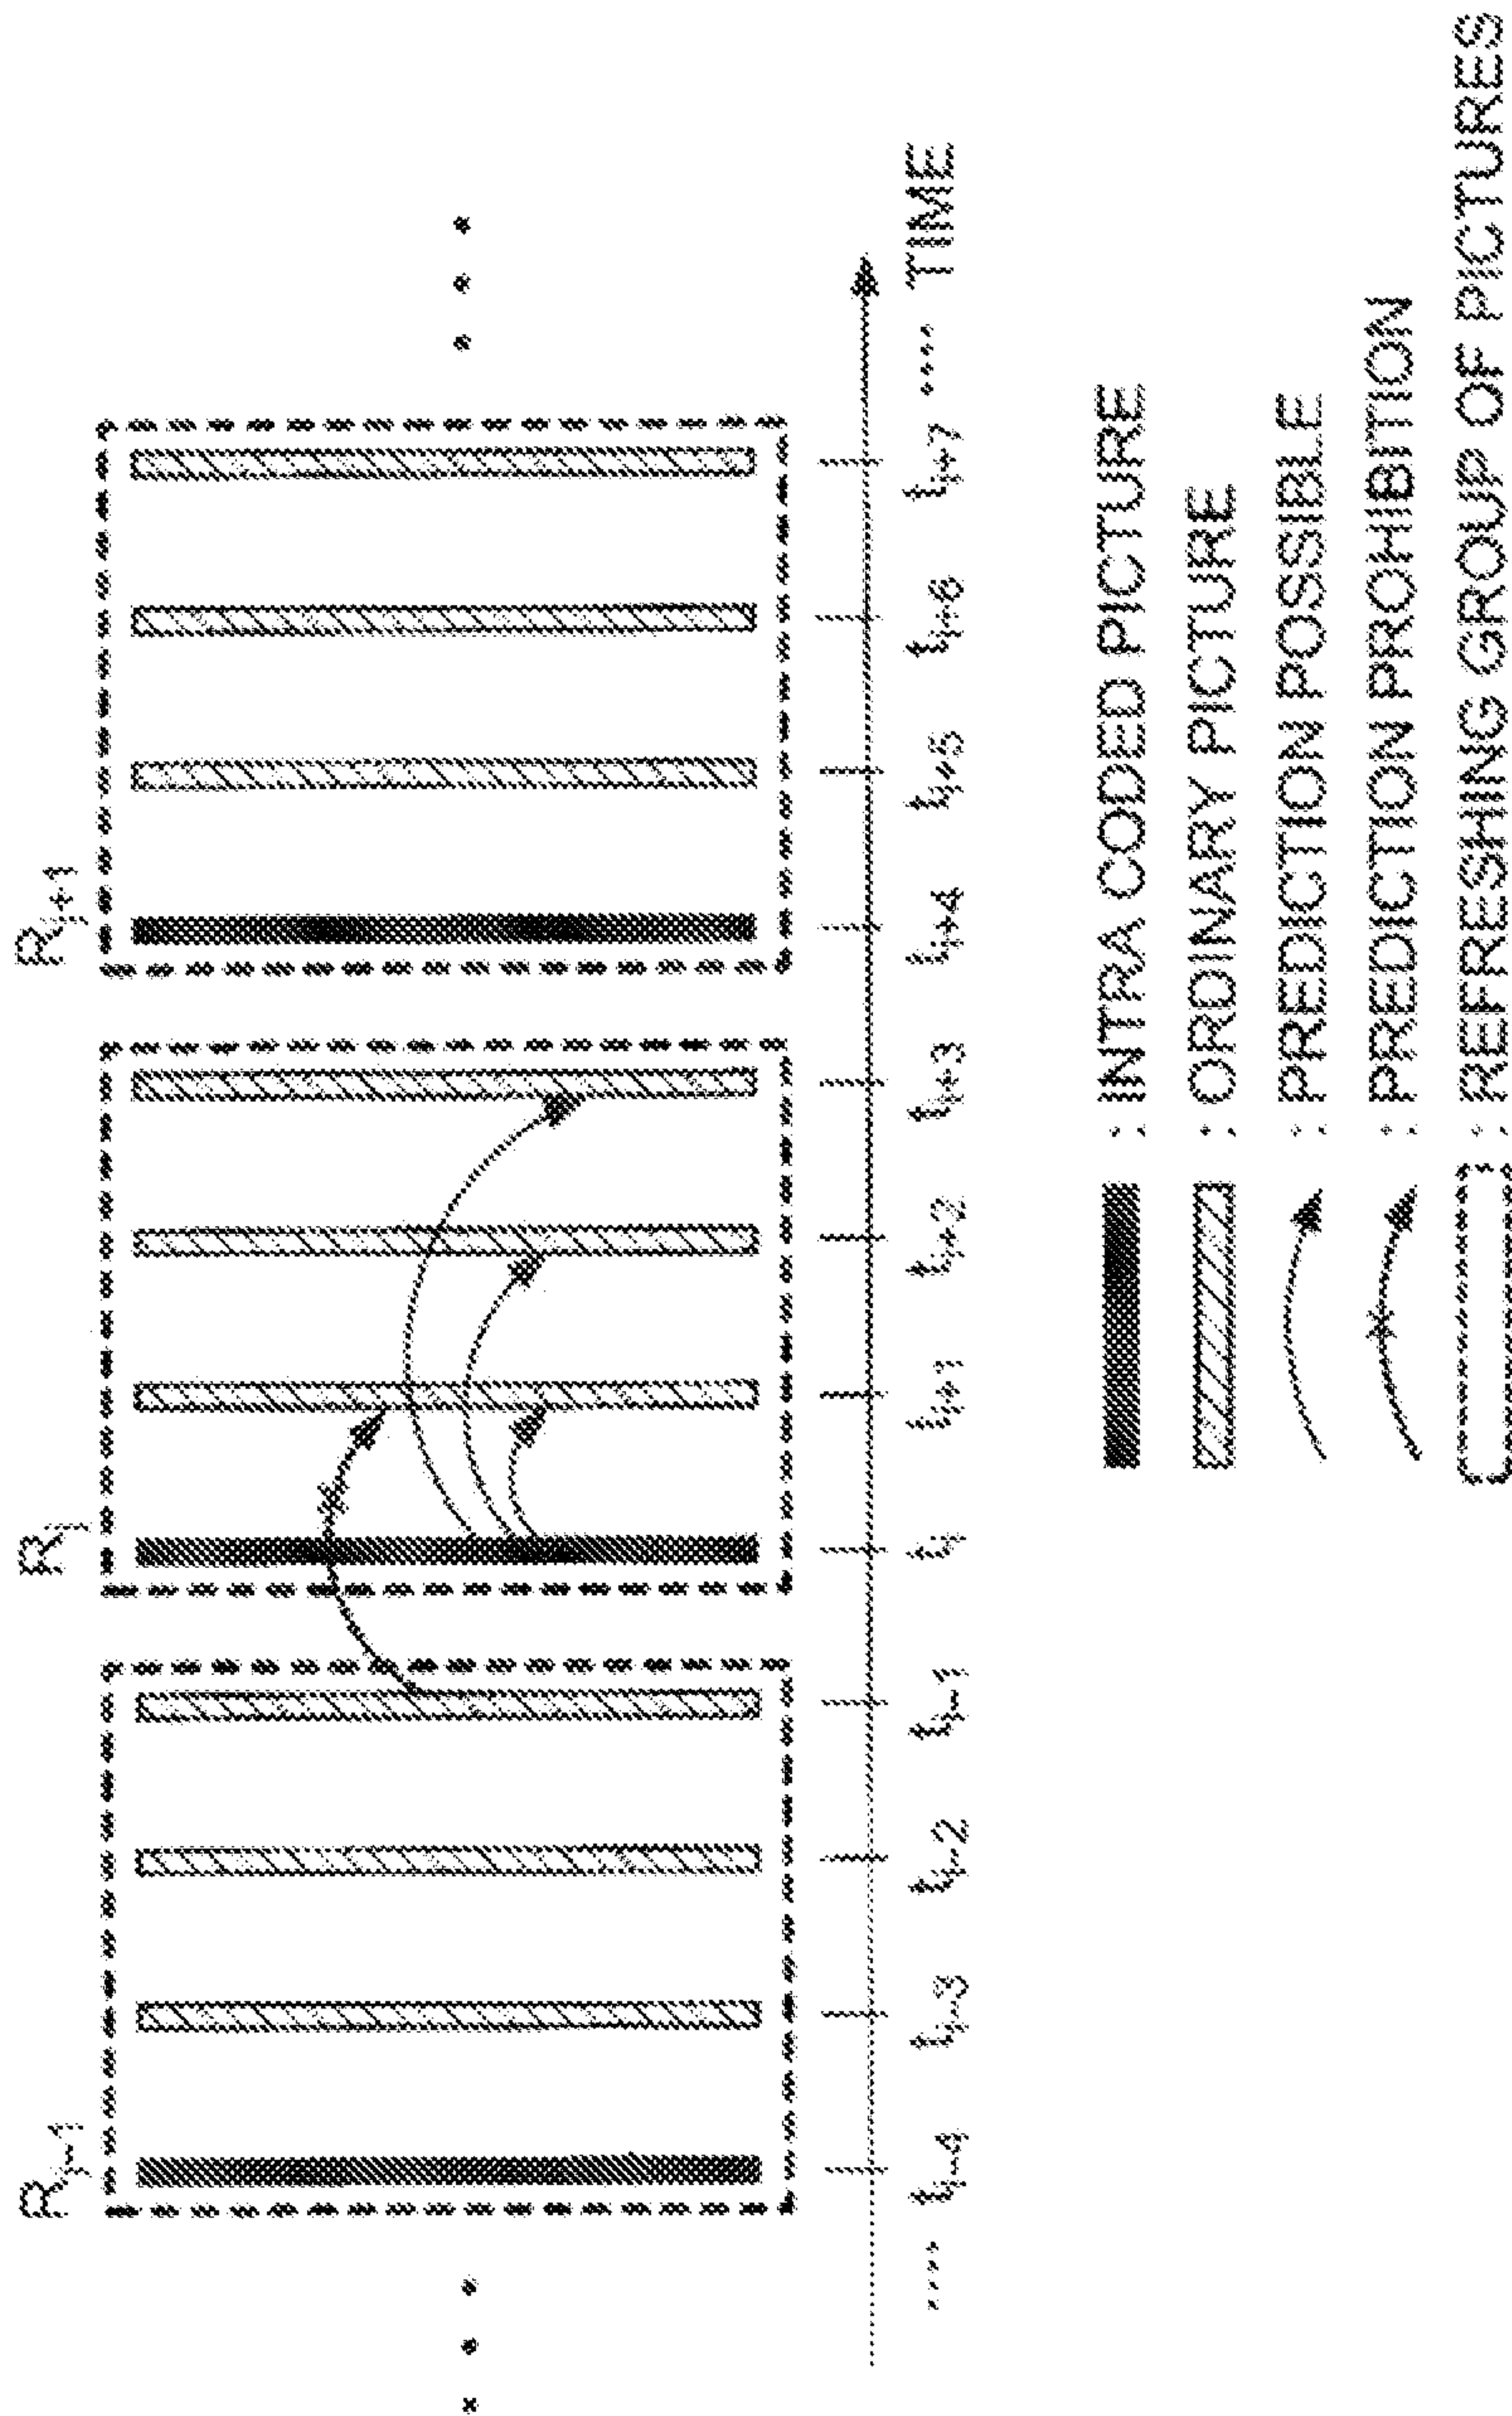 R_{j-1} R_j R_{j+1}
.... t_{i-4} t_{i-3} t_{i-2} t_{i-1} t_i t_{i+1} t_{i+2} t_{i+3} t_{i+4} t_{i+5} t_{i+6} t_{i+7} .... TIME
: INTRA CODED PICTURE
: ORDINARY PICTURE
: PREDICTION POSSIBLE
: PREDICTION PROHIBITION
: REFRESHING GROUP OF PICTURES